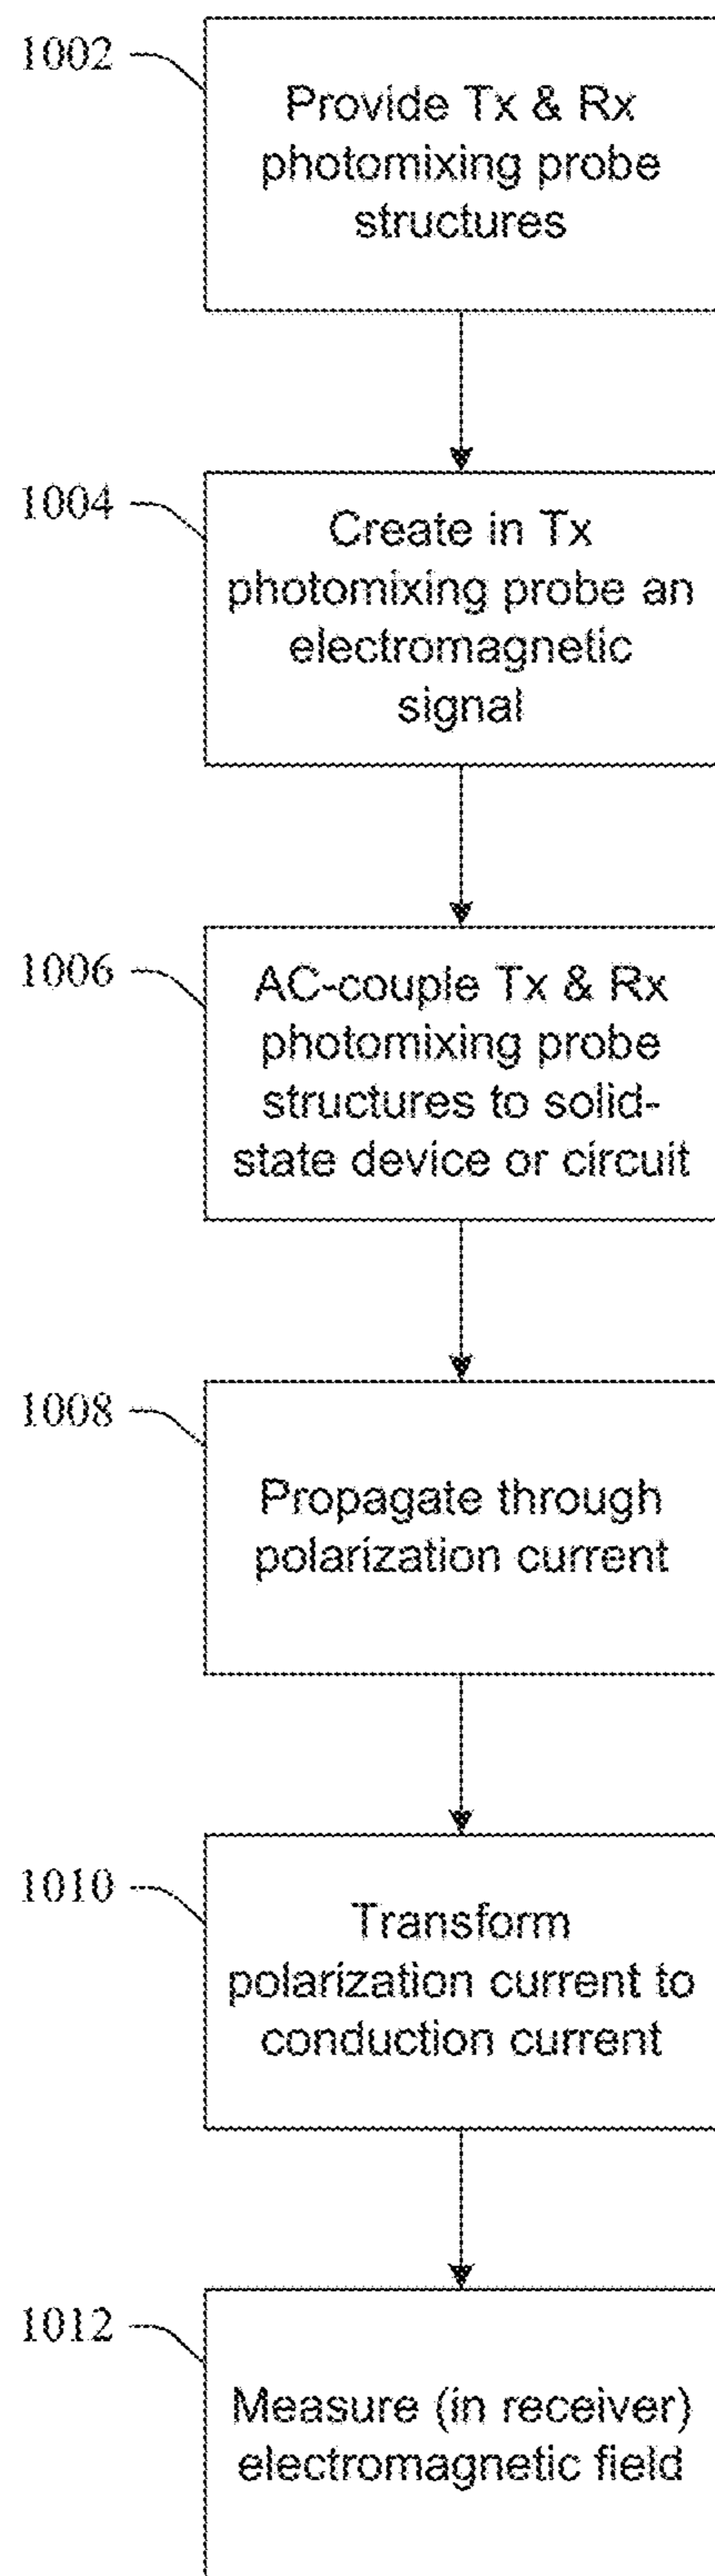 1002
Provide Tx & Rx
photomixing probe
structures
1004
Create in Tx
photomixing probe an
electromagnetic
signal
1006
AC-couple Tx & Rx
photomixing probe
structures to solid-
state device or circuit
1008
Propagate through
polarization current
1010
Transform
polarization current to
conduction current
1012
Measure (in receiver)
electromagnetic field